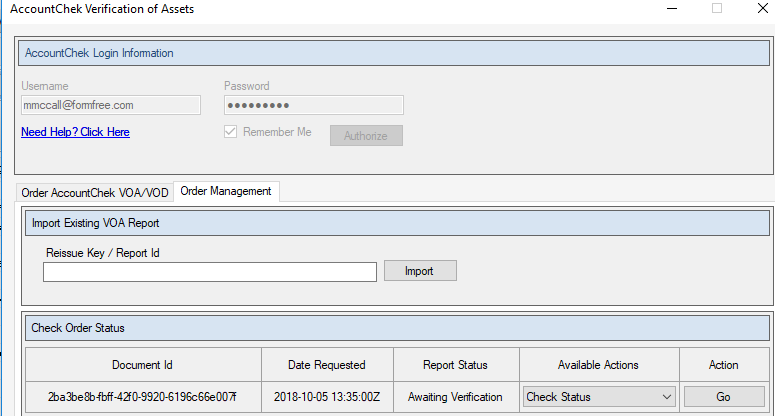 AccountChek Verification of Assets
AccountChek Login Information
Username Password
mmccall@formfree.com ●●●●●●●●●
Need Help? Click Here Remember Me Authorize
Order AccountChek VOA/VOD Order Management
Import Existing VOA Report
Reissue Key / Report Id
Import
Check Order Status
Document Id Date Requested Report Status Available Actions Action
2ba3be8b-fbff-42f0-9920-6196c66e007f 2018-10-05 13:35:00Z Awaiting Verification Check Status Go